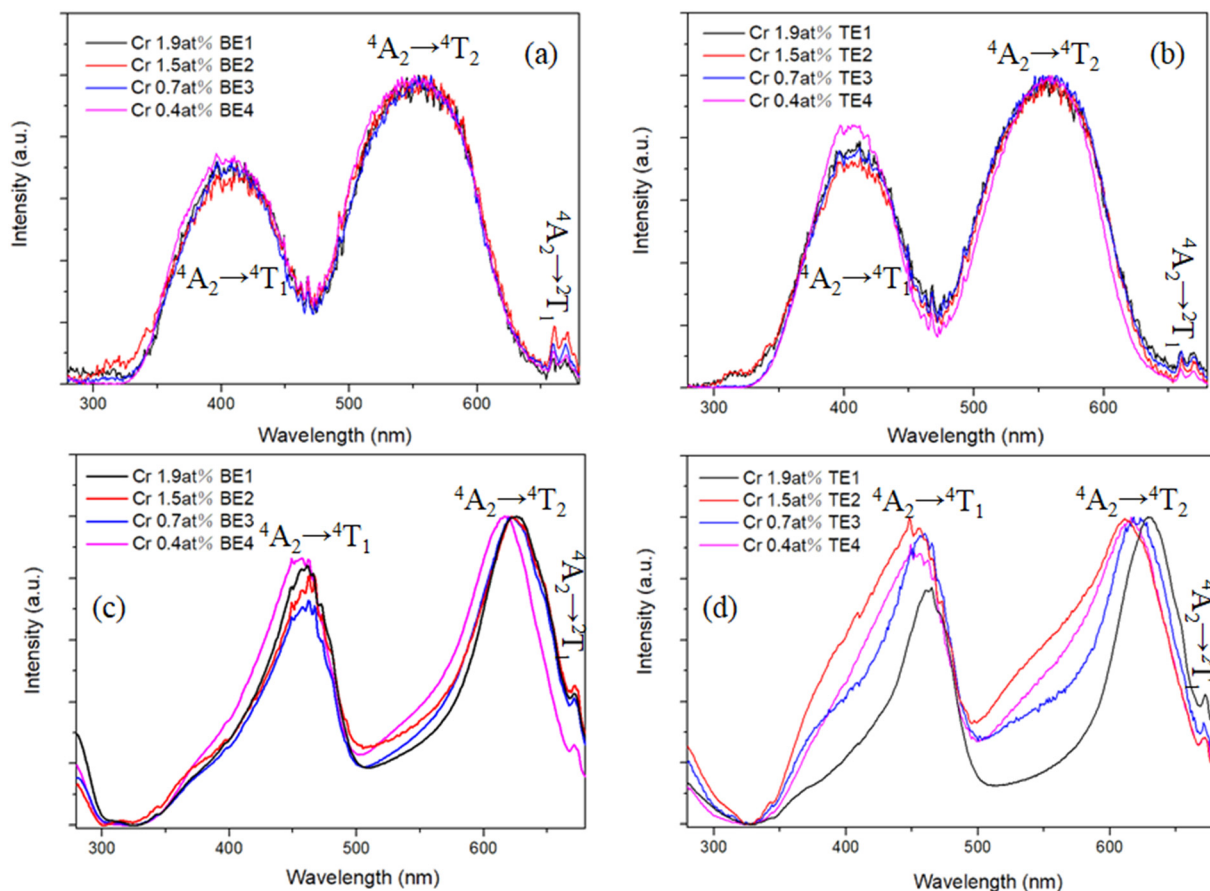 Cr 1.9at% BE1
Cr 1.5at% BE2
Cr 0.7at% BE3
Cr 0.4at% BE4
⁴A₂→⁴T₂
(a)
⁴A₂→⁴T₁
⁴A₂→²T₁
Intensity (a.u.)
300 400 500 600
Wavelength (nm)
Cr 1.9at% TE1
Cr 1.5at% TE2
Cr 0.7at% TE3
Cr 0.4at% TE4
⁴A₂→⁴T₂
(b)
⁴A₂→⁴T₁
⁴A₂→²T₁
Intensity (a.u.)
300 400 500 600
Wavelength (nm)
Cr 1.9at% BE1
Cr 1.5at% BE2
Cr 0.7at% BE3
Cr 0.4at% BE4
⁴A₂→⁴T₁
⁴A₂→⁴T₂
⁴A₂→²T₁
(c)
Intensity (a.u.)
300 400 500 600
Wavelength (nm)
Cr 1.9at% TE1
Cr 1.5at% TE2
Cr 0.7at% TE3
Cr 0.4at% TE4
⁴A₂→⁴T₁
⁴A₂→⁴T₂
⁴A₂→²T₁
(d)
Intensity (a.u.)
300 400 500 600
Wavelength (nm)